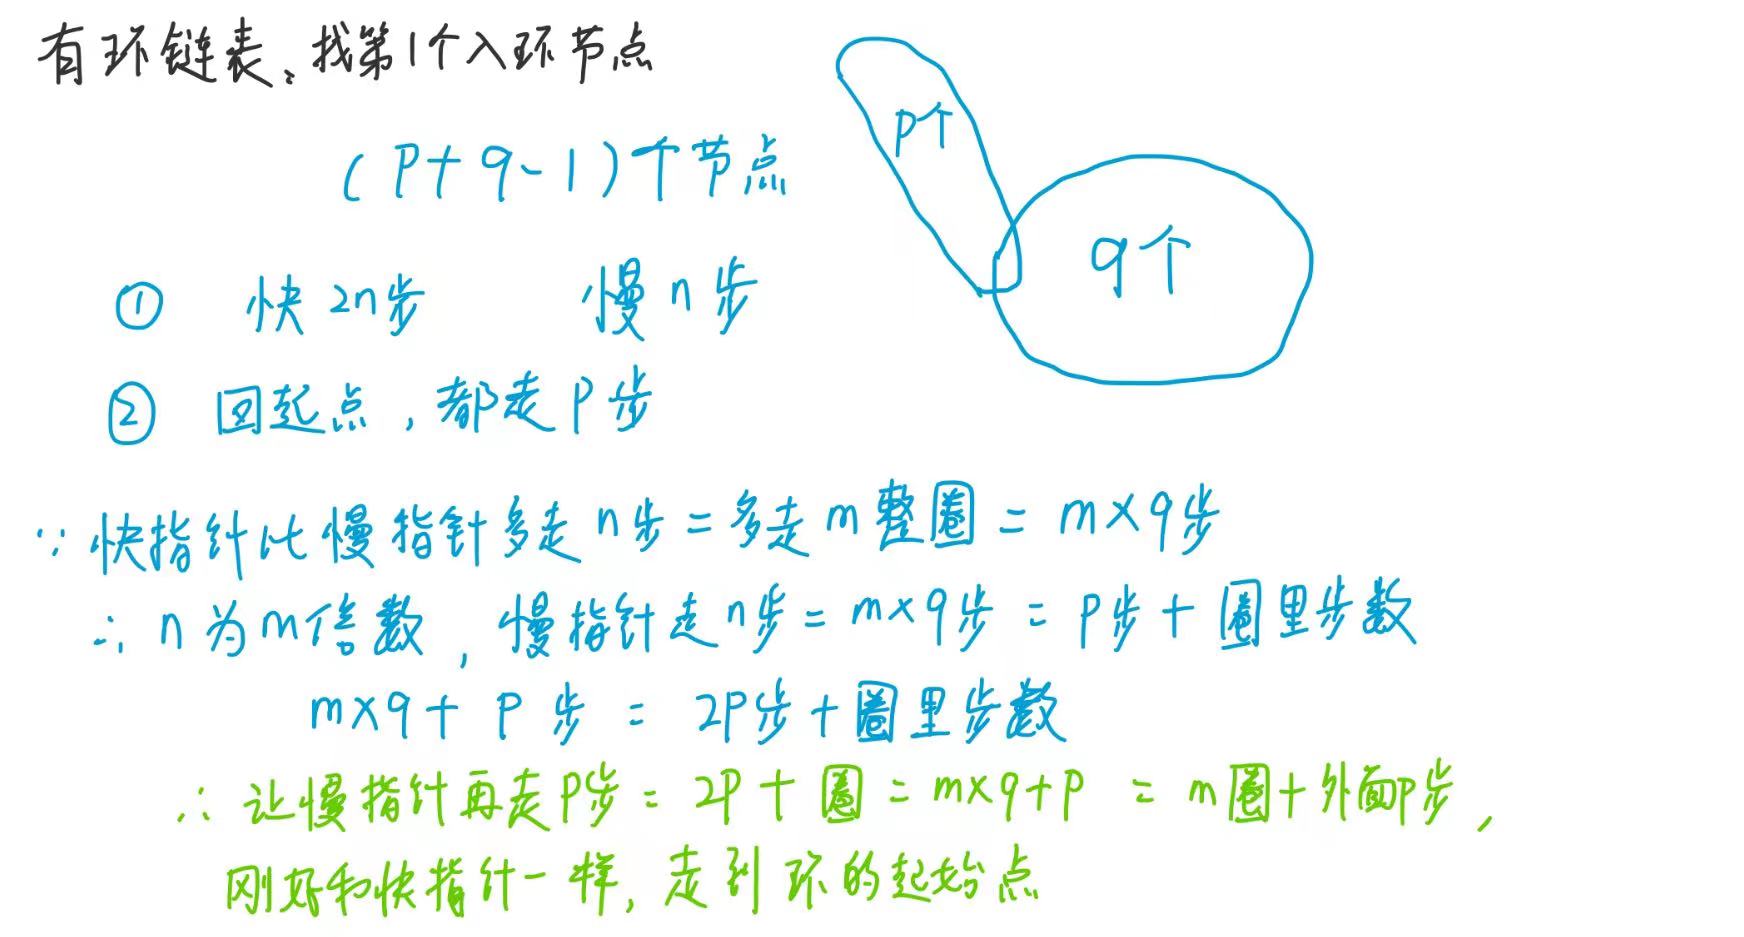 有环链表。找第1个入环节点
(P+q-1)个节点
p个
q个
① 快2n步 慢n步
② 回起点,都走P步
∵ 快指针比慢指针多走n步=多走m整圈=m×q步
∴ n为m倍数,慢指针走n步=m×q步=P步+圈里步数
m×q+P步=2P步+圈里步数
∴ 让慢指针再走P步=2P+圈=m×q+P=m圈+外面P步,
刚好和快指针一样,走到环的起始点